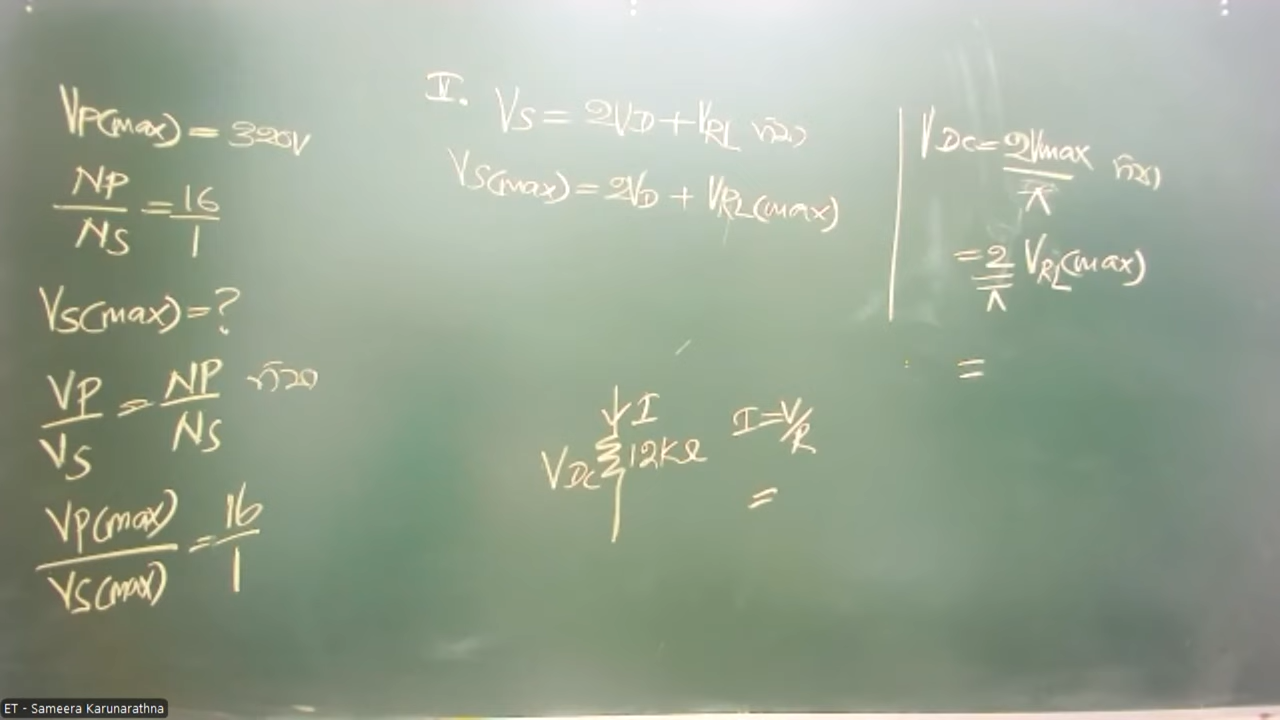 VP(max) = 320V
NP/NS = 16/1
VS(max) = ?
VP/VS = NP/NS නිසා
VP(max)/VS(max) = 16/1
VS = 2VD + VRL නිසා
VS(max) = 2VD + VRL(max)
VDC
I
12KΩ
I = V/R
=
VDC = 2Vmax/π නිසා
= 2/π VRL(max)
=
ET - Sameera Karunarathna